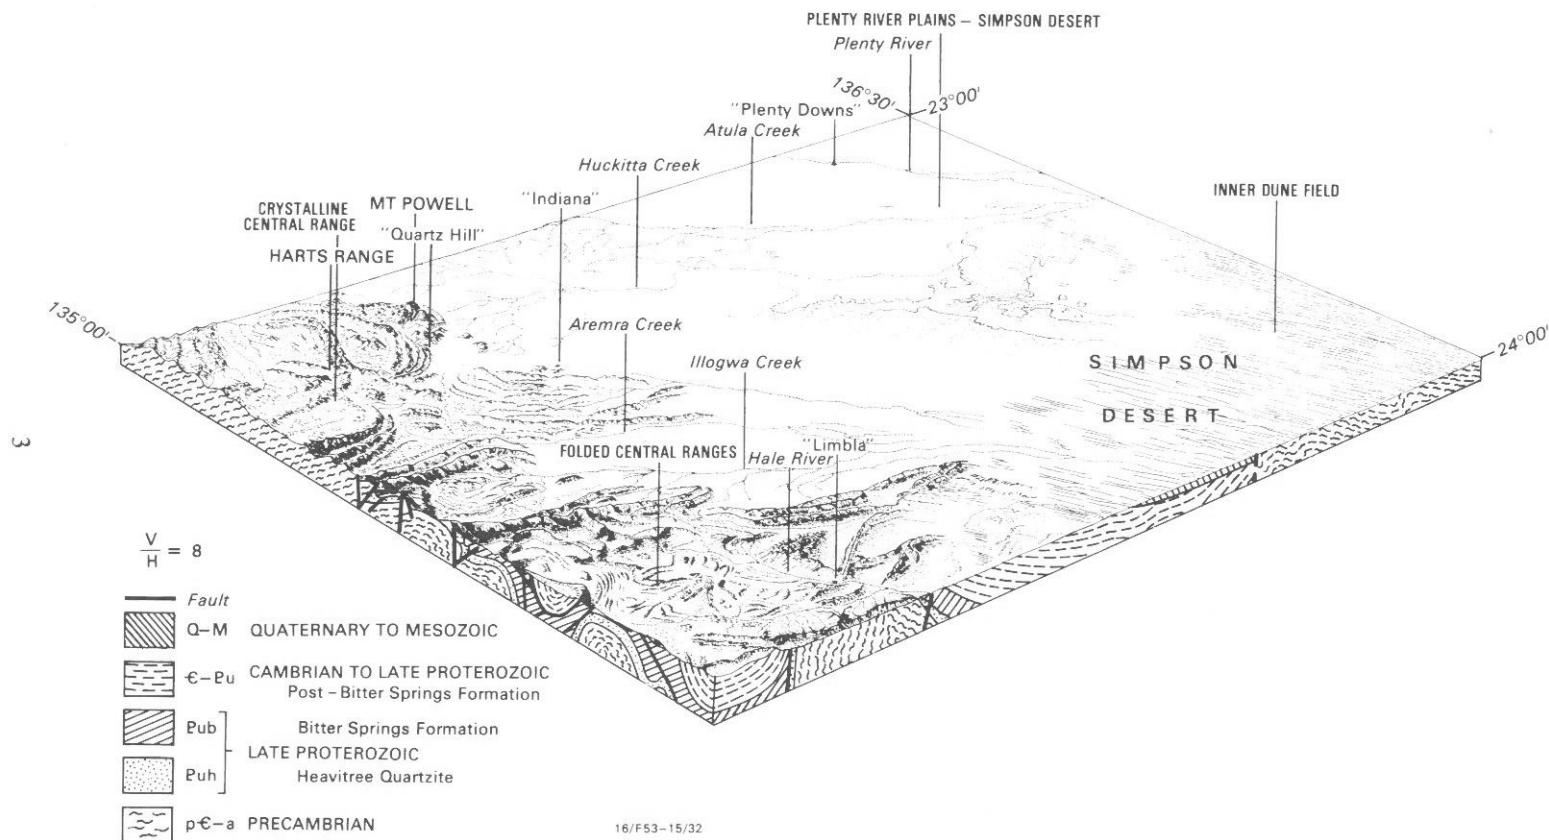 PLENTY RIVER PLAINS – SIMPSON DESERT
Plenty River
136°30'
23°00'
"Plenty Downs"
Atula Creek
Huckitta Creek
"Indiana"
INNER DUNE FIELD
CRYSTALLINE
CENTRAL RANGE
MT POWELL
"Quartz Hill"
HARTS RANGE
135°00'
24°00'
Aremra Creek
Illogwa Creek
SIMPSON
DESERT
FOLDED CENTRAL RANGES
"Limbla"
Hale River
3
V
H = 8
Fault
Q–M QUATERNARY TO MESOZOIC
Є–Ꞓu CAMBRIAN TO LATE PROTEROZOIC
Post – Bitter Springs Formation
Pub Bitter Springs Formation
LATE PROTEROZOIC
Puh Heavitree Quartzite
pЄ–a PRECAMBRIAN
16/F53–15/32